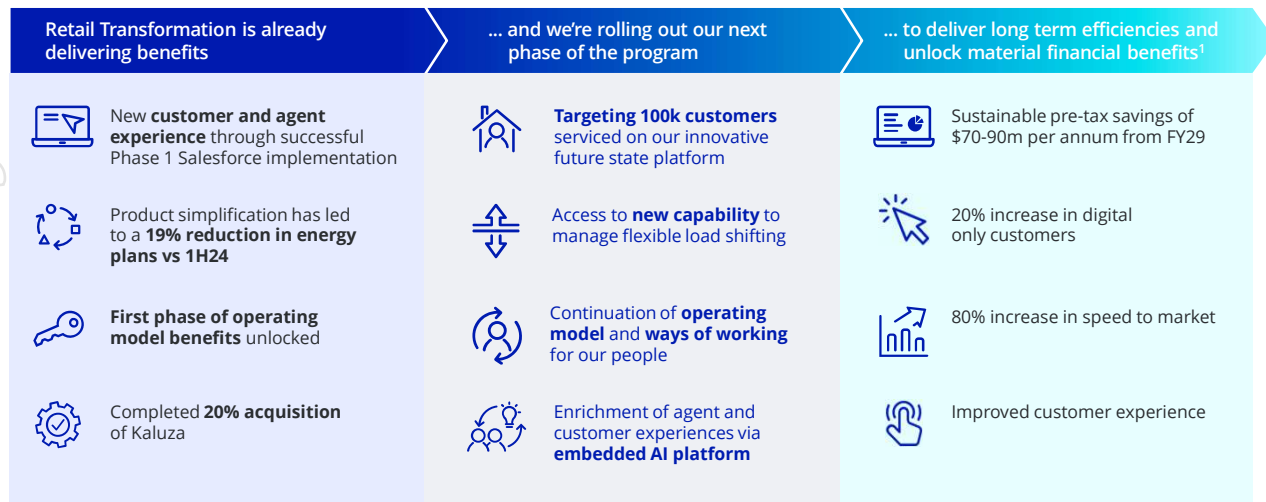 Retail Transformation is already
delivering benefits
... and we're rolling out our next
phase of the program
... to deliver long term efficiencies and
unlock material financial benefits¹
New customer and agent
experience through successful
Phase 1 Salesforce implementation
Product simplification has led
to a 19% reduction in energy
plans vs 1H24
First phase of operating
model benefits unlocked
Completed 20% acquisition
of Kaluza
Targeting 100k customers
serviced on our innovative
future state platform
Access to new capability to
manage flexible load shifting
Continuation of operating
model and ways of working
for our people
Enrichment of agent and
customer experiences via
embedded AI platform
Sustainable pre-tax savings of
$70-90m per annum from FY29
20% increase in digital
only customers
80% increase in speed to market
Improved customer experience